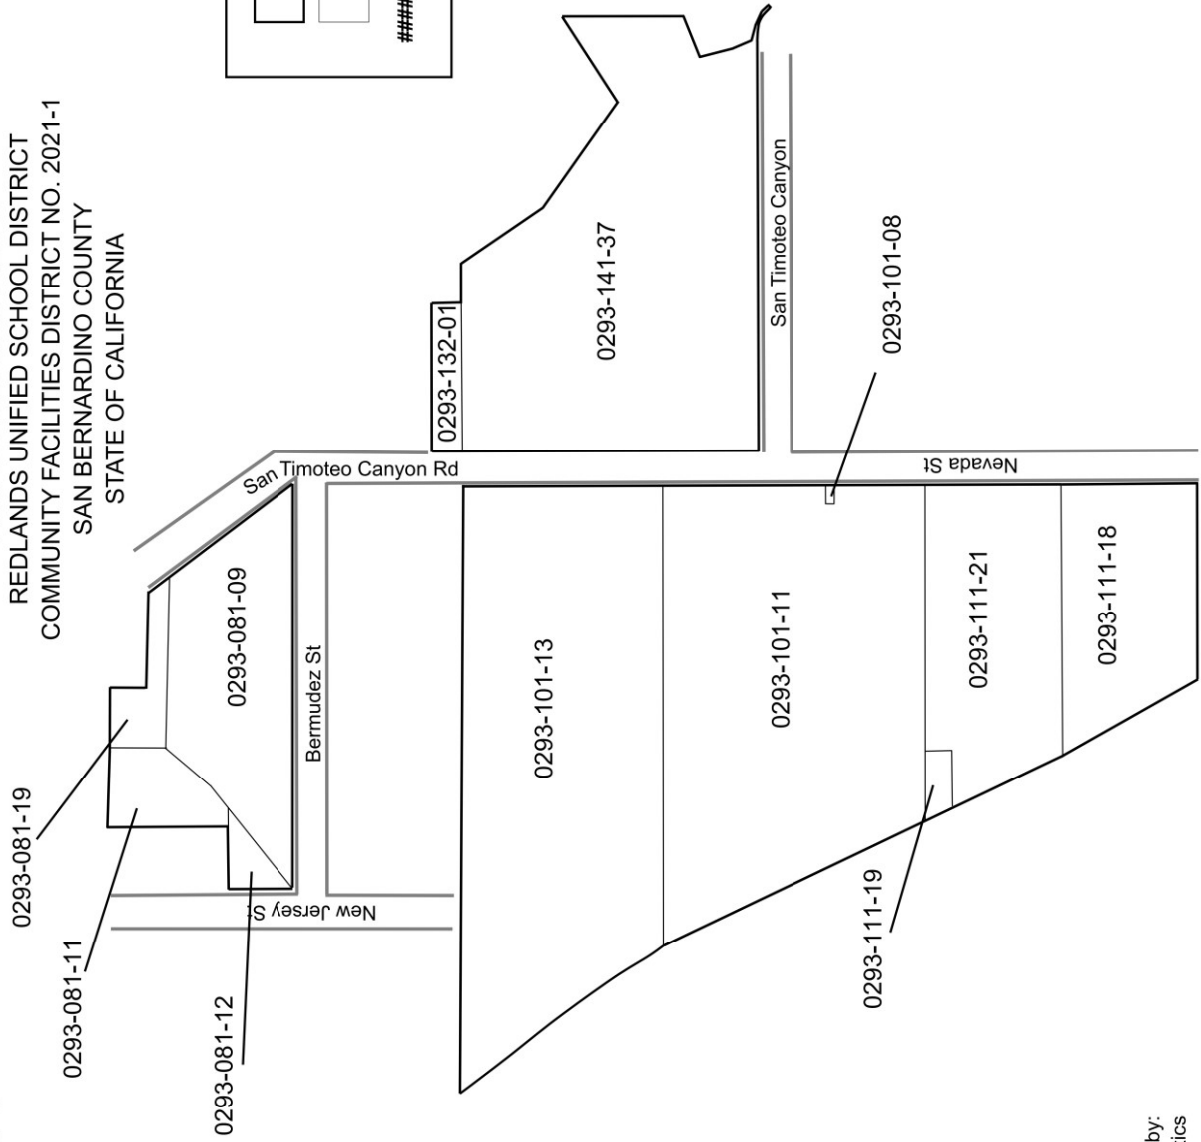 REDLANDS UNIFIED SCHOOL DISTRICT
COMMUNITY FACILITIES DISTRICT NO. 2021-1
SAN BERNARDINO COUNTY
STATE OF CALIFORNIA
####
0293-081-19
0293-081-11
0293-081-12
0293-081-09
San Timoteo Canyon Rd
Bermudez St
New Jersey St
0293-132-01
0293-141-37
San Timoteo Canyon
0293-101-08
Nevada St
0293-101-13
0293-101-11
0293-111-21
0293-111-18
0293-111-19
by: